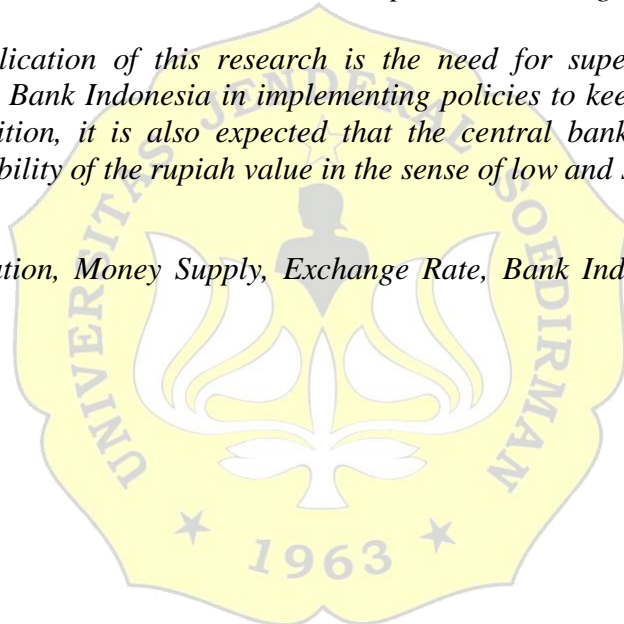 lication of this research is the need for supe
Bank Indonesia in implementing policies to kee
ition, it is also expected that the central bank
bility of the rupiah value in the sense of low and s
ation, Money Supply, Exchange Rate, Bank Ind
UNIVERSITAS JENDERAL SOEDIRMAN
1963